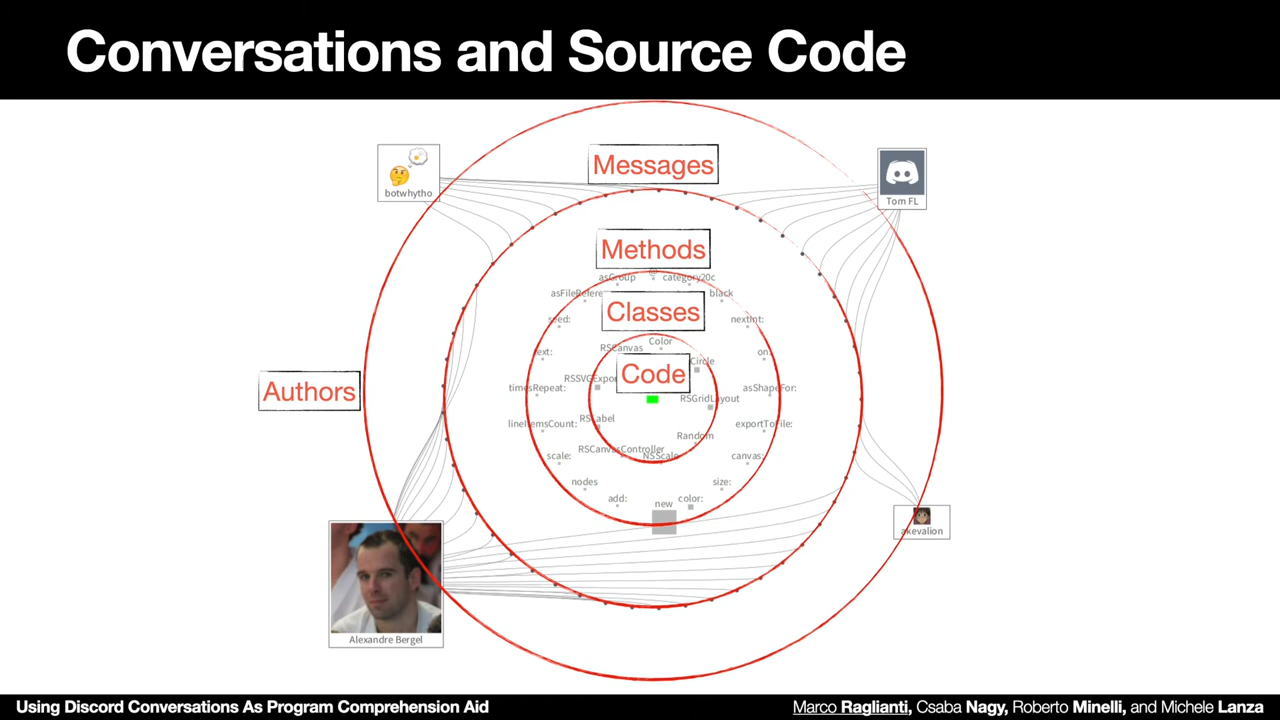 Conversations and Source Code
botwhytho
Messages
Tom FL
Methods
asGroup
@
category20c
asFileRefere
black
Classes
seed:
nextInt:
Color
RSCanvas
on:
Circle
Code
timesRepeat:
asShapeFor:
Authors
RSGridLayout
RSLabel
lineItemsCount:
exportToFile:
Random
RSCanvasController
NSScale
scale:
canvas:
nodes
size:
add:
new
color:
akevalion
Alexandre Bergel
Using Discord Conversations As Program Comprehension Aid
Marco Raglianti, Csaba Nagy, Roberto Minelli, and Michele Lanza